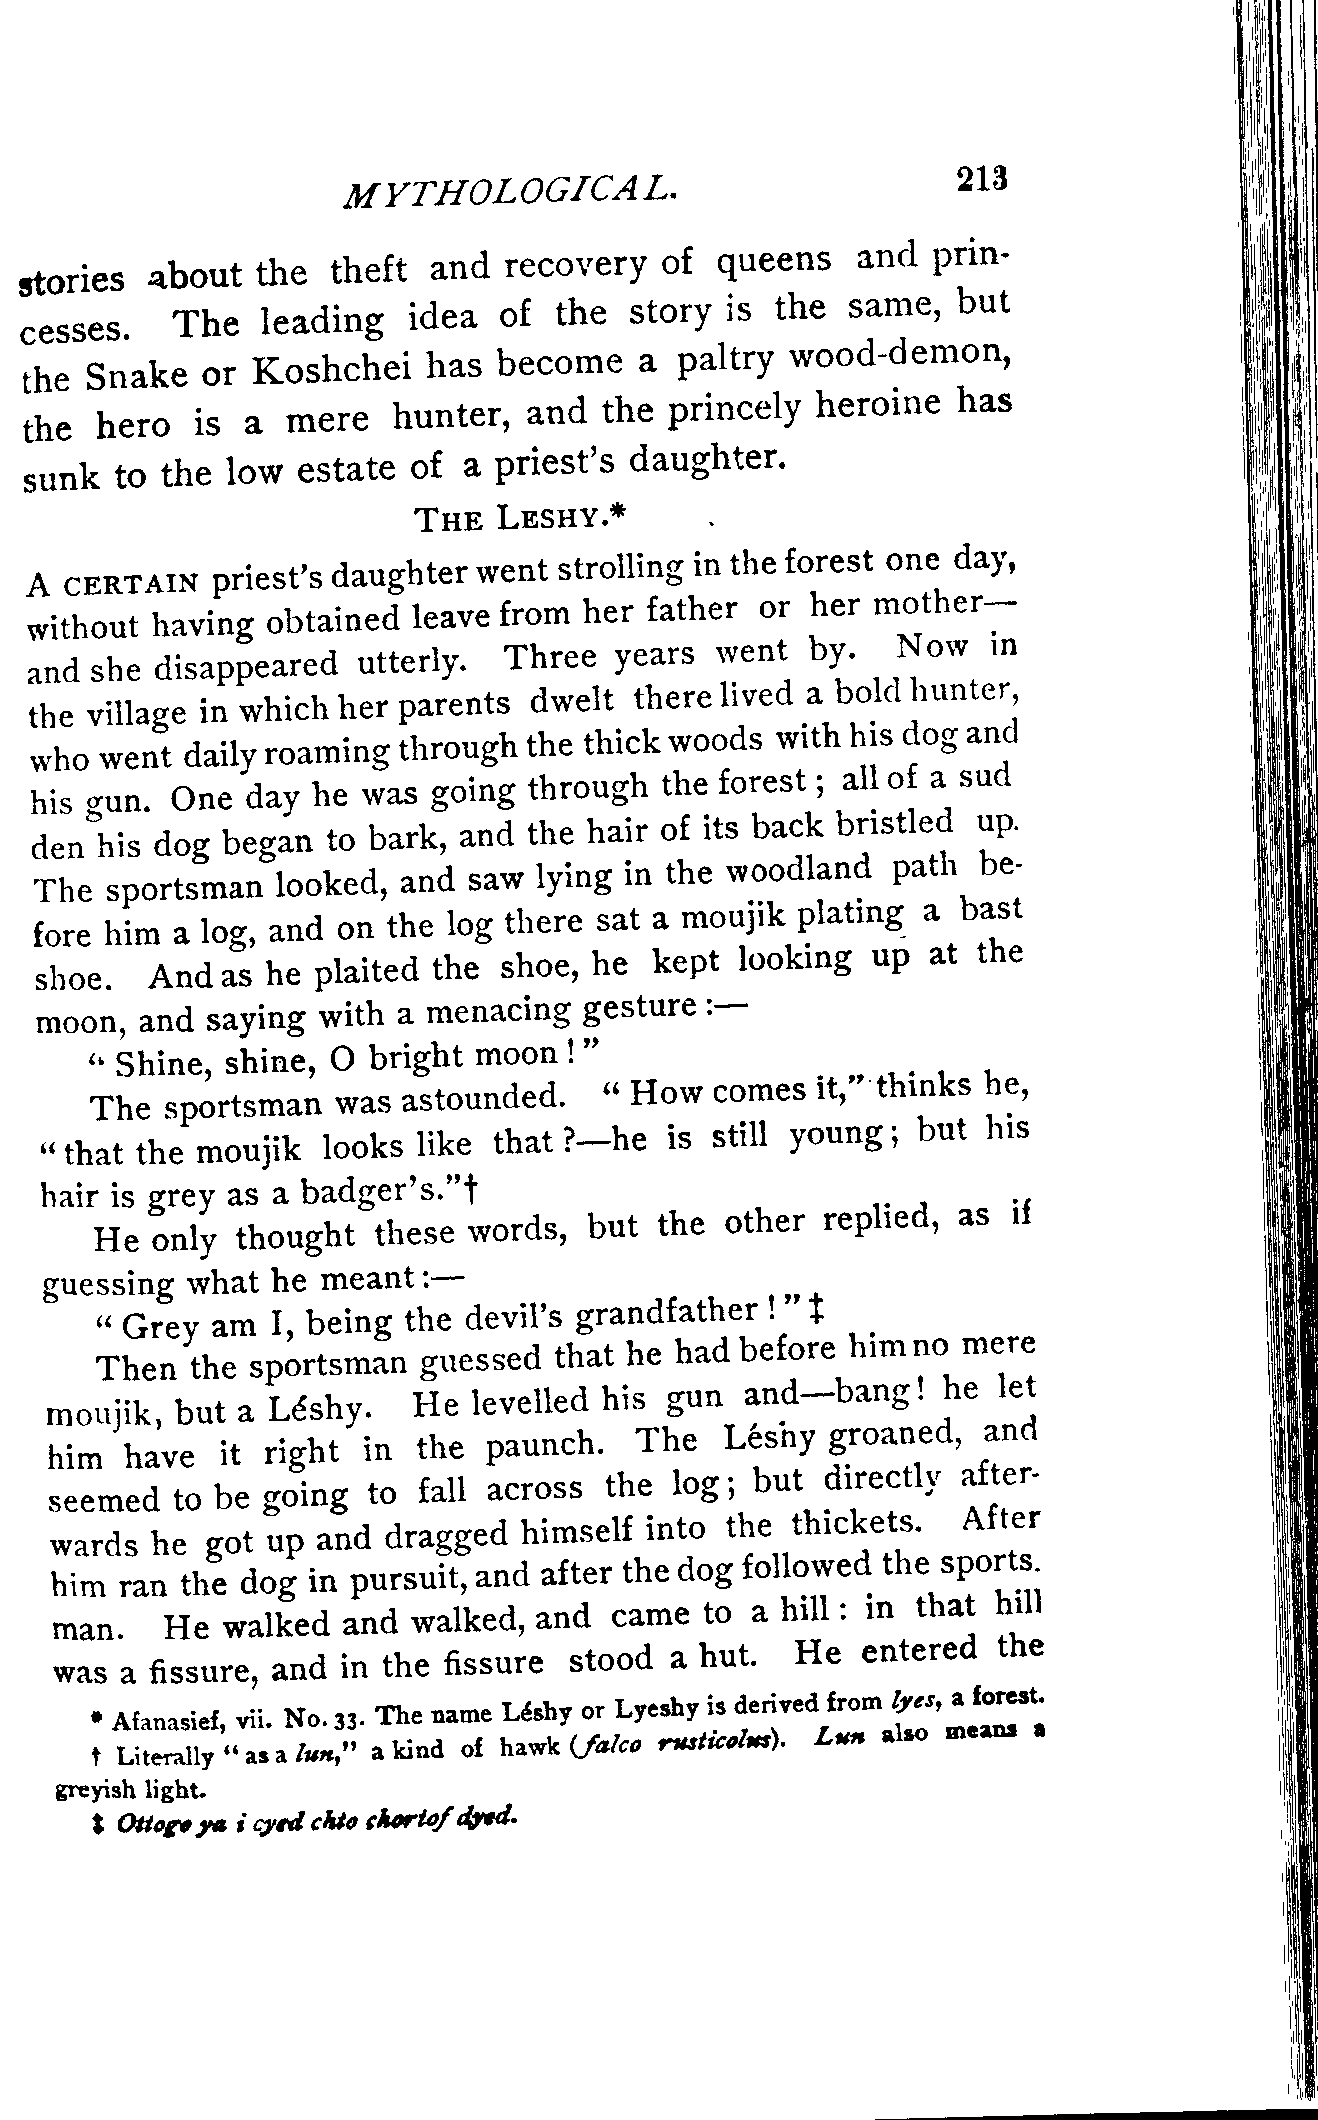 MYTHOLOGICAL. 213
stories about the theft and recovery of queens and prin-
cesses. The leading idea of the story is the same, but
the Snake or Koshchei has become a paltry wood-demon,
the hero is a mere hunter, and the princely heroine has
sunk to the low estate of a priest's daughter.
THE LESHY.*
A CERTAIN priest's daughter went strolling in the forest one day,
without having obtained leave from her father or her mother—
and she disappeared utterly. Three years went by. Now in
the village in which her parents dwelt there lived a bold hunter,
who went daily roaming through the thick woods with his dog and
his gun. One day he was going through the forest; all of a sud
den his dog began to bark, and the hair of its back bristled up.
The sportsman looked, and saw lying in the woodland path be-
fore him a log, and on the log there sat a moujik plating a bast
shoe. And as he plaited the shoe, he kept looking up at the
moon, and saying with a menacing gesture:—
"Shine, shine, O bright moon!"
The sportsman was astounded. "How comes it," thinks he,
"that the moujik looks like that?—he is still young; but his
hair is grey as a badger's."†
He only thought these words, but the other replied, as if
guessing what he meant:—
"Grey am I, being the devil's grandfather!"‡
Then the sportsman guessed that he had before him no mere
moujik, but a Léshy. He levelled his gun and—bang! he let
him have it right in the paunch. The Léshy groaned, and
seemed to be going to fall across the log; but directly after-
wards he got up and dragged himself into the thickets. After
him ran the dog in pursuit, and after the dog followed the sports.
man. He walked and walked, and came to a hill: in that hill
was a fissure, and in the fissure stood a hut. He entered the
* Afanasief, vii. No. 33. The name Léshy or Lyeshy is derived from lyes, a forest.
† Literally "as a lun," a kind of hawk (falco rusticolus). Lun also means a
greyish light.
‡ Ottogo ya i cyed chto chortof dyed.